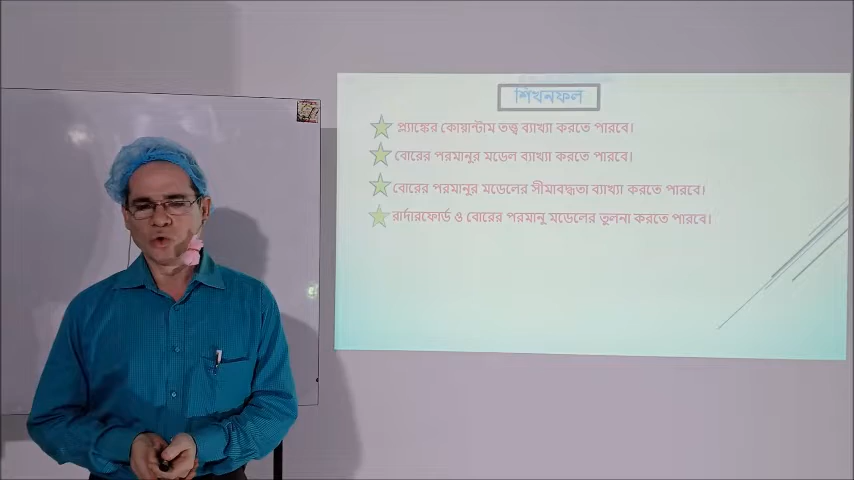 শিখনফল
প্ল্যাঙ্কের কোয়ান্টাম তত্ত্ব ব্যাখ্যা করতে পারবে।
বোরের পরমানুর মডেল ব্যাখ্যা করতে পারবে।
বোরের পরমানুর মডেলের সীমাবদ্ধতা ব্যাখ্যা করতে পারবে।
রার্দারফোর্ড ও বোরের পরমানু মডেলের তুলনা করতে পারবে।